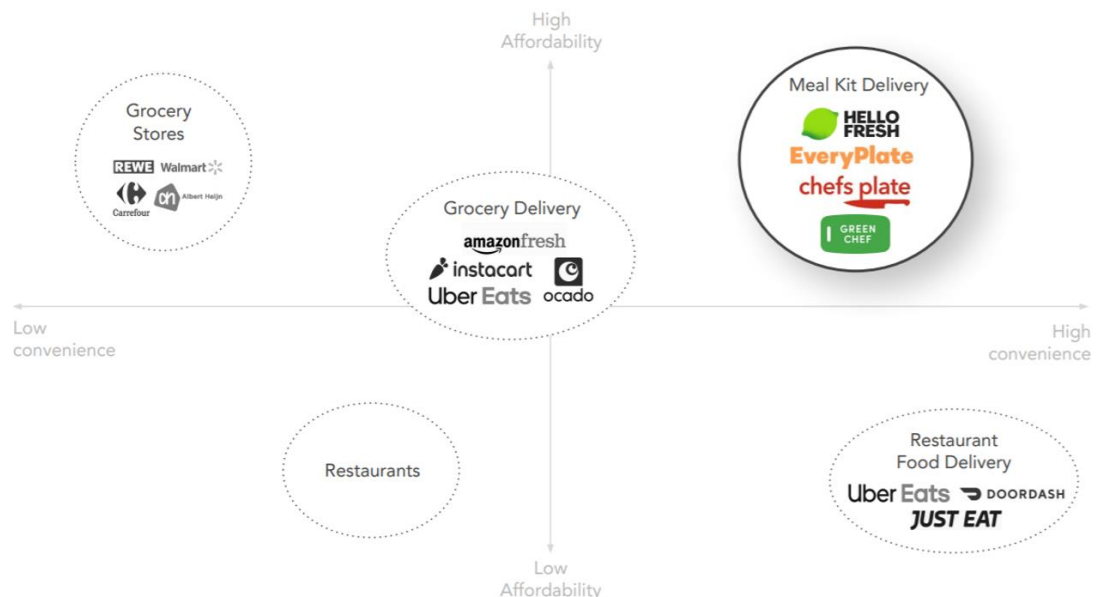 High
Affordability
Meal Kit Delivery
HELLO
FRESH
EveryPlate
chefs plate
GREEN
CHEF
Grocery
Stores
REWE Walmart
Carrefour
ah Albert Heijn
Grocery Delivery
amazonfresh
instacart
Uber Eats ocado
Low
convenience
High
convenience
Restaurants
Restaurant
Food Delivery
Uber Eats DOORDASH
JUST EAT
Low
Affordability